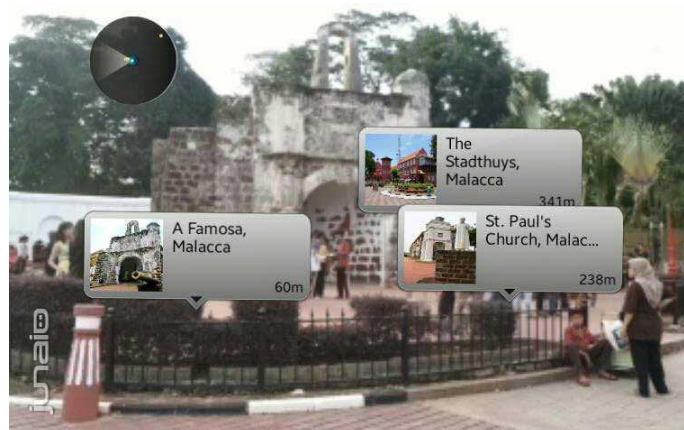 The
Stadthuys,
Malacca
341m
A Famosa,
Malacca
60m
St. Paul's
Church, Malac...
238m
junaio